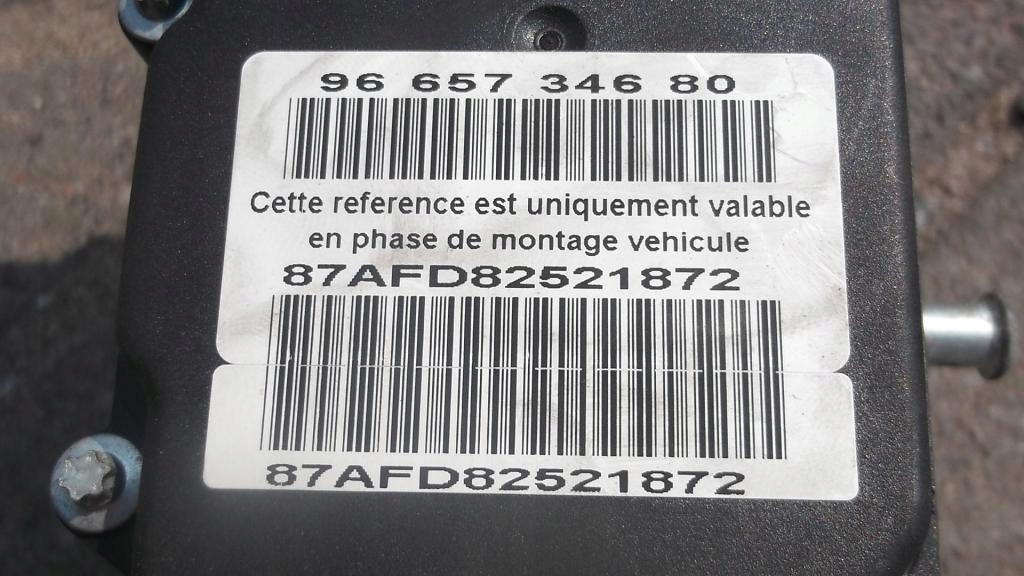 96 657 346 80
Cette reference est uniquement valable
en phase de montage vehicule
87AFD82521872
87AFD82521872